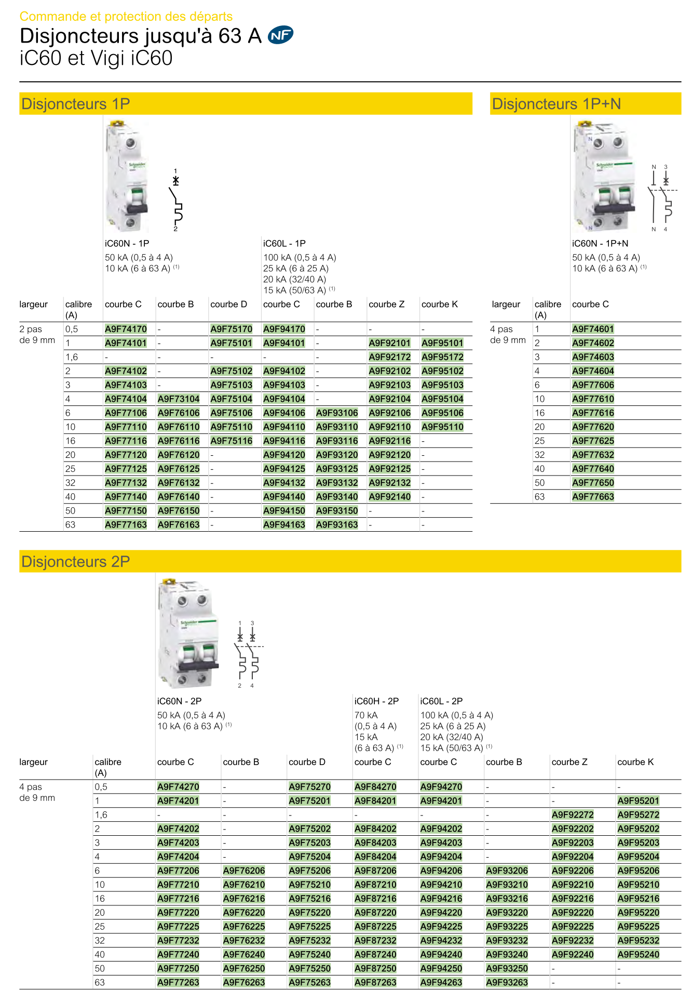 Commande et protection des départs
Disjoncteurs jusqu'à 63 A NF
iC60 et Vigi iC60
Disjoncteurs 1P
1
2
iC60N - 1P
50 kA (0,5 à 4 A)
10 kA (6 à 63 A) (1)
iC60L - 1P
100 kA (0,5 à 4 A)
25 kA (6 à 25 A)
20 kA (32/40 A)
15 kA (50/63 A) (1)
largeur calibre (A) courbe C courbe B courbe D courbe C courbe B courbe Z courbe K
2 pas de 9 mm
0,5 A9F74170 - A9F75170 A9F94170 - - -
1 A9F74101 - A9F75101 A9F94101 - A9F92101 A9F95101
1,6 - - - - - A9F92172 A9F95172
2 A9F74102 - A9F75102 A9F94102 - A9F92102 A9F95102
3 A9F74103 - A9F75103 A9F94103 - A9F92103 A9F95103
4 A9F74104 A9F73104 A9F75104 A9F94104 - A9F92104 A9F95104
6 A9F77106 A9F76106 A9F75106 A9F94106 A9F93106 A9F92106 A9F95106
10 A9F77110 A9F76110 A9F75110 A9F94110 A9F93110 A9F92110 A9F95110
16 A9F77116 A9F76116 A9F75116 A9F94116 A9F93116 A9F92116 -
20 A9F77120 A9F76120 - A9F94120 A9F93120 A9F92120 -
25 A9F77125 A9F76125 - A9F94125 A9F93125 A9F92125 -
32 A9F77132 A9F76132 - A9F94132 A9F93132 A9F92132 -
40 A9F77140 A9F76140 - A9F94140 A9F93140 A9F92140 -
50 A9F77150 A9F76150 - A9F94150 A9F93150 - -
63 A9F77163 A9F76163 - A9F94163 A9F93163 - -
Disjoncteurs 1P+N
N 3
N 4
iC60N - 1P+N
50 kA (0,5 à 4 A)
10 kA (6 à 63 A) (1)
largeur calibre (A) courbe C
4 pas de 9 mm
1 A9F74601
2 A9F74602
3 A9F74603
4 A9F74604
6 A9F77606
10 A9F77610
16 A9F77616
20 A9F77620
25 A9F77625
32 A9F77632
40 A9F77640
50 A9F77650
63 A9F77663
Disjoncteurs 2P
Schneider
1 3
2 4
iC60N - 2P
50 kA (0,5 à 4 A)
10 kA (6 à 63 A) (1)
iC60H - 2P
70 kA
(0,5 à 4 A)
15 kA
(6 à 63 A) (1)
iC60L - 2P
100 kA (0,5 à 4 A)
25 kA (6 à 25 A)
20 kA (32/40 A)
15 kA (50/63 A) (1)
largeur calibre (A) courbe C courbe B courbe D courbe C courbe C courbe B courbe Z courbe K
4 pas de 9 mm
0,5 A9F74270 - A9F75270 A9F84270 A9F94270 - - -
1 A9F74201 - A9F75201 A9F84201 A9F94201 - - A9F95201
1,6 - - - - - - A9F92272 A9F95272
2 A9F74202 - A9F75202 A9F84202 A9F94202 - A9F92202 A9F95202
3 A9F74203 - A9F75203 A9F84203 A9F94203 - A9F92203 A9F95203
4 A9F74204 - A9F75204 A9F84204 A9F94204 - A9F92204 A9F95204
6 A9F77206 A9F76206 A9F75206 A9F87206 A9F94206 A9F93206 A9F92206 A9F95206
10 A9F77210 A9F76210 A9F75210 A9F87210 A9F94210 A9F93210 A9F92210 A9F95210
16 A9F77216 A9F76216 A9F75216 A9F87216 A9F94216 A9F93216 A9F92216 A9F95216
20 A9F77220 A9F76220 A9F75220 A9F87220 A9F94220 A9F93220 A9F92220 A9F95220
25 A9F77225 A9F76225 A9F75225 A9F87225 A9F94225 A9F93225 A9F92225 A9F95225
32 A9F77232 A9F76232 A9F75232 A9F87232 A9F94232 A9F93232 A9F92232 A9F95232
40 A9F77240 A9F76240 A9F75240 A9F87240 A9F94240 A9F93240 A9F92240 A9F95240
50 A9F77250 A9F76250 A9F75250 A9F87250 A9F94250 A9F93250 - -
63 A9F77263 A9F76263 A9F75263 A9F87263 A9F94263 A9F93263 - -